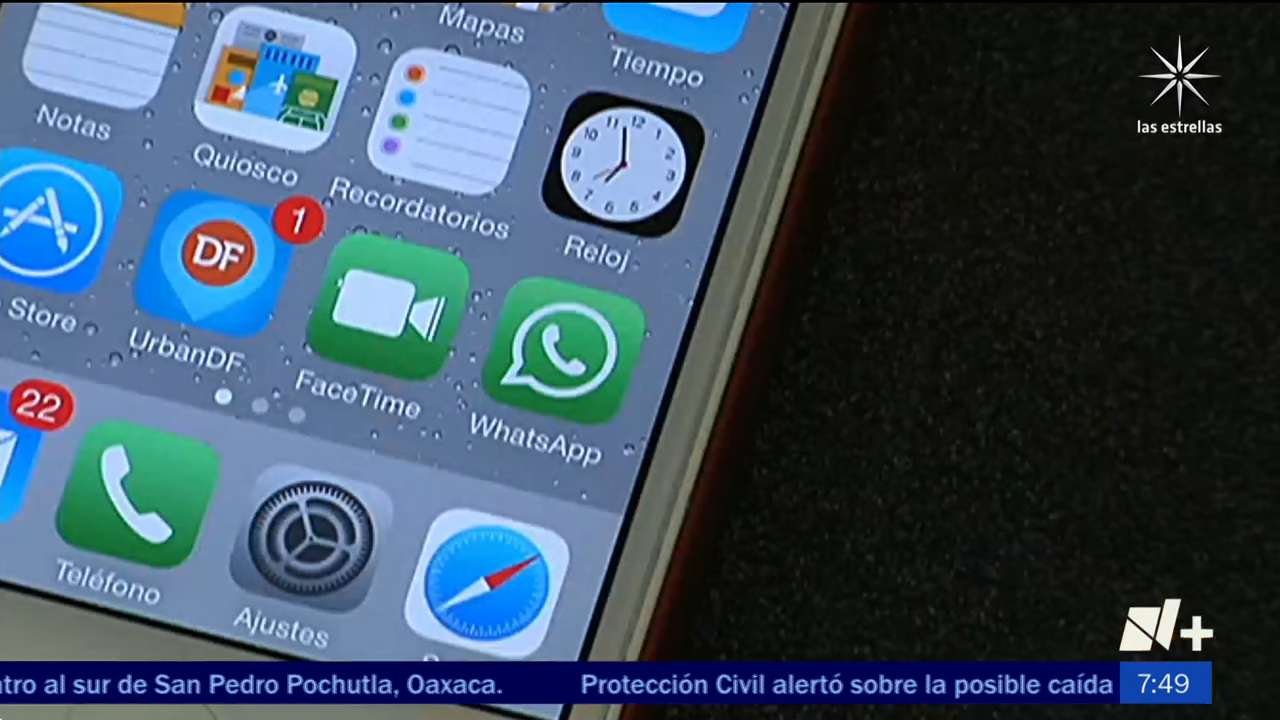 Mapas
Tiempo
las estrellas
Notas
Quiosco
Recordatorios
Reloj
DF
1
Store
UrbanDF
FaceTime
WhatsApp
22
Teléfono
Ajustes
N+
tro al sur de San Pedro Pochutla, Oaxaca.
Protección Civil alertó sobre la posible caída
7:49